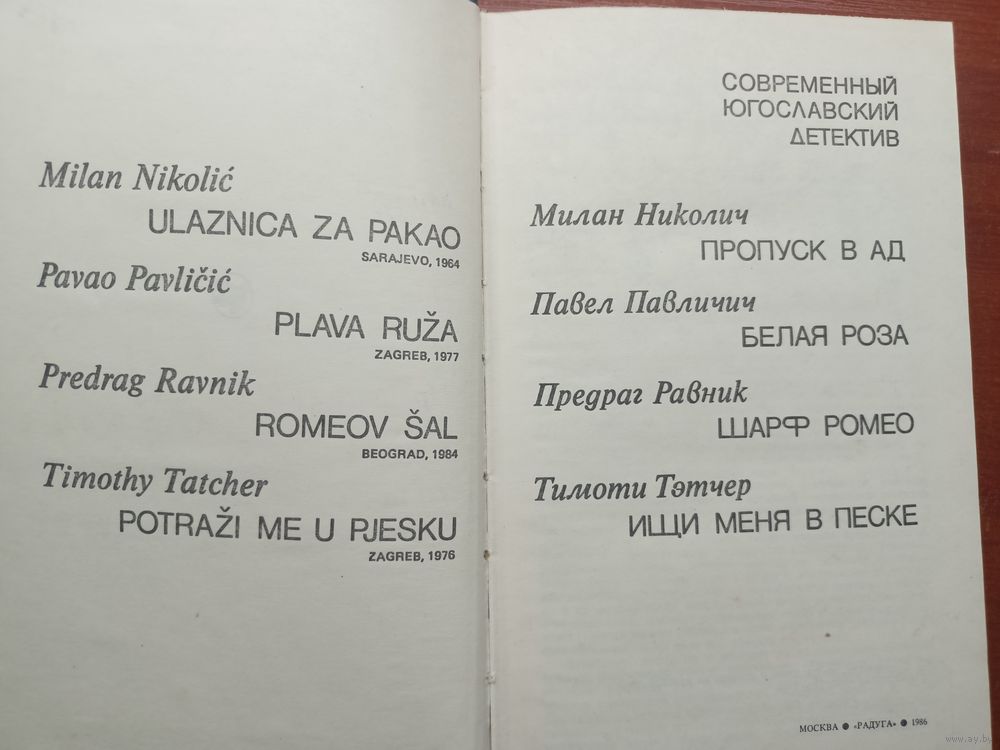 Milan Nikolić
ULAZNICA ZA PAKAO
SARAJEVO, 1964
Pavao Pavličić
PLAVA RUŽA
ZAGREB, 1977
Predrag Ravnik
ROMEOV ŠAL
BEOGRAD, 1984
Timothy Tatcher
POTRAŽI ME U PJESKU
ZAGREB, 1976
СОВРЕМЕННЫЙ
ЮГОСЛАВСКИЙ
ДЕТЕКТИВ
Милан Николич
ПРОПУСК В АД
Павел Павличич
БЕЛАЯ РОЗА
Предраг Равник
ШАРФ РОМЕО
Тимоти Тэтчер
ИЩИ МЕНЯ В ПЕСКЕ
МОСКВА ● «РАДУГА» ● 1986